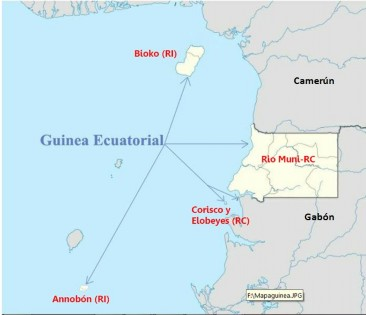 Bioko (RI)
Camerún
Guinea Ecuatorial
Rio Muni-RC
Corisco y
Elobeyes (RC)
Gabón
Annobón (RI)
F:\Mapaguinea.JPG